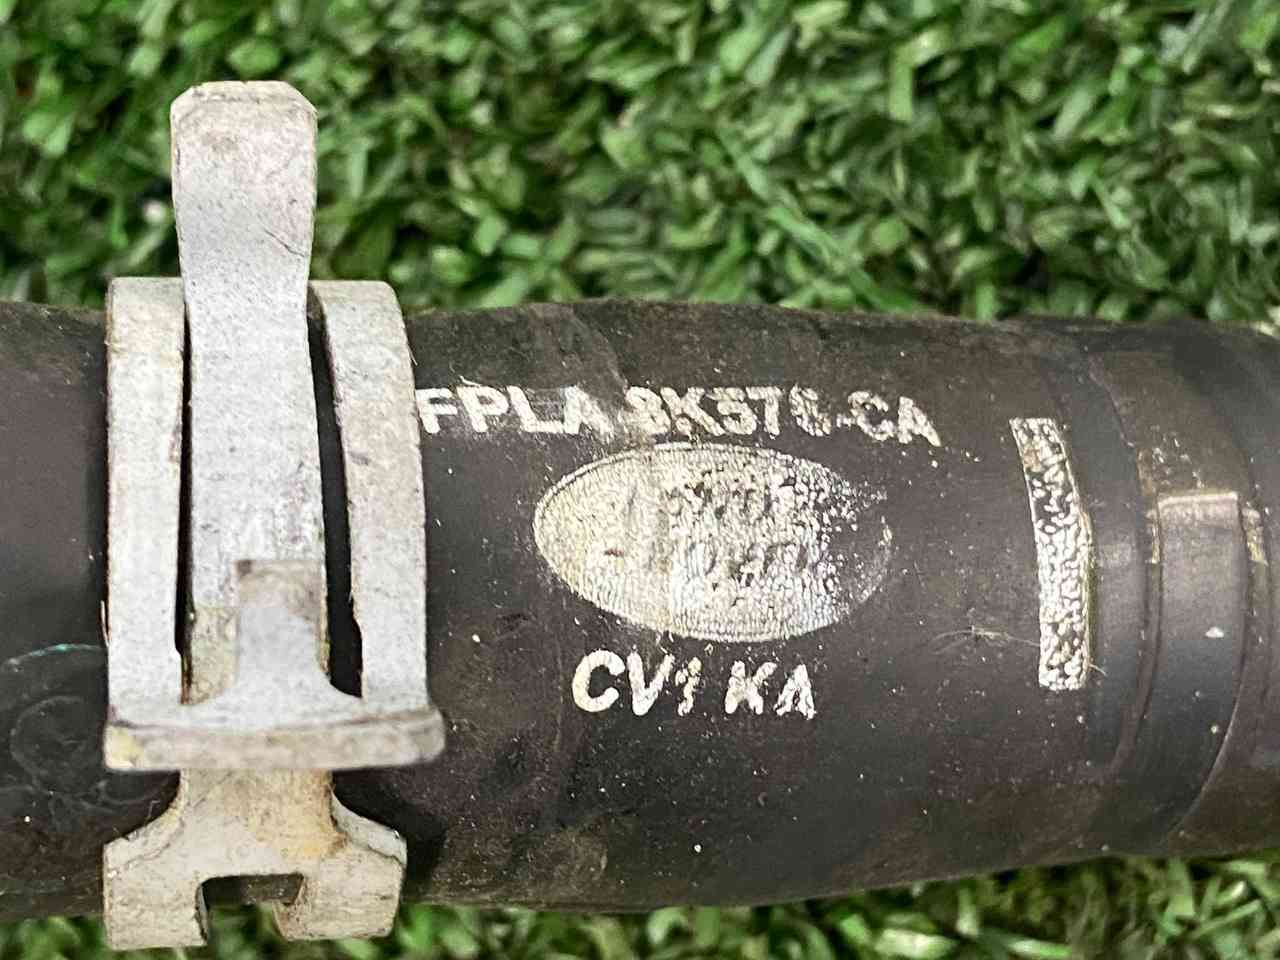 FPLA 8K576-CA
CV1 KA